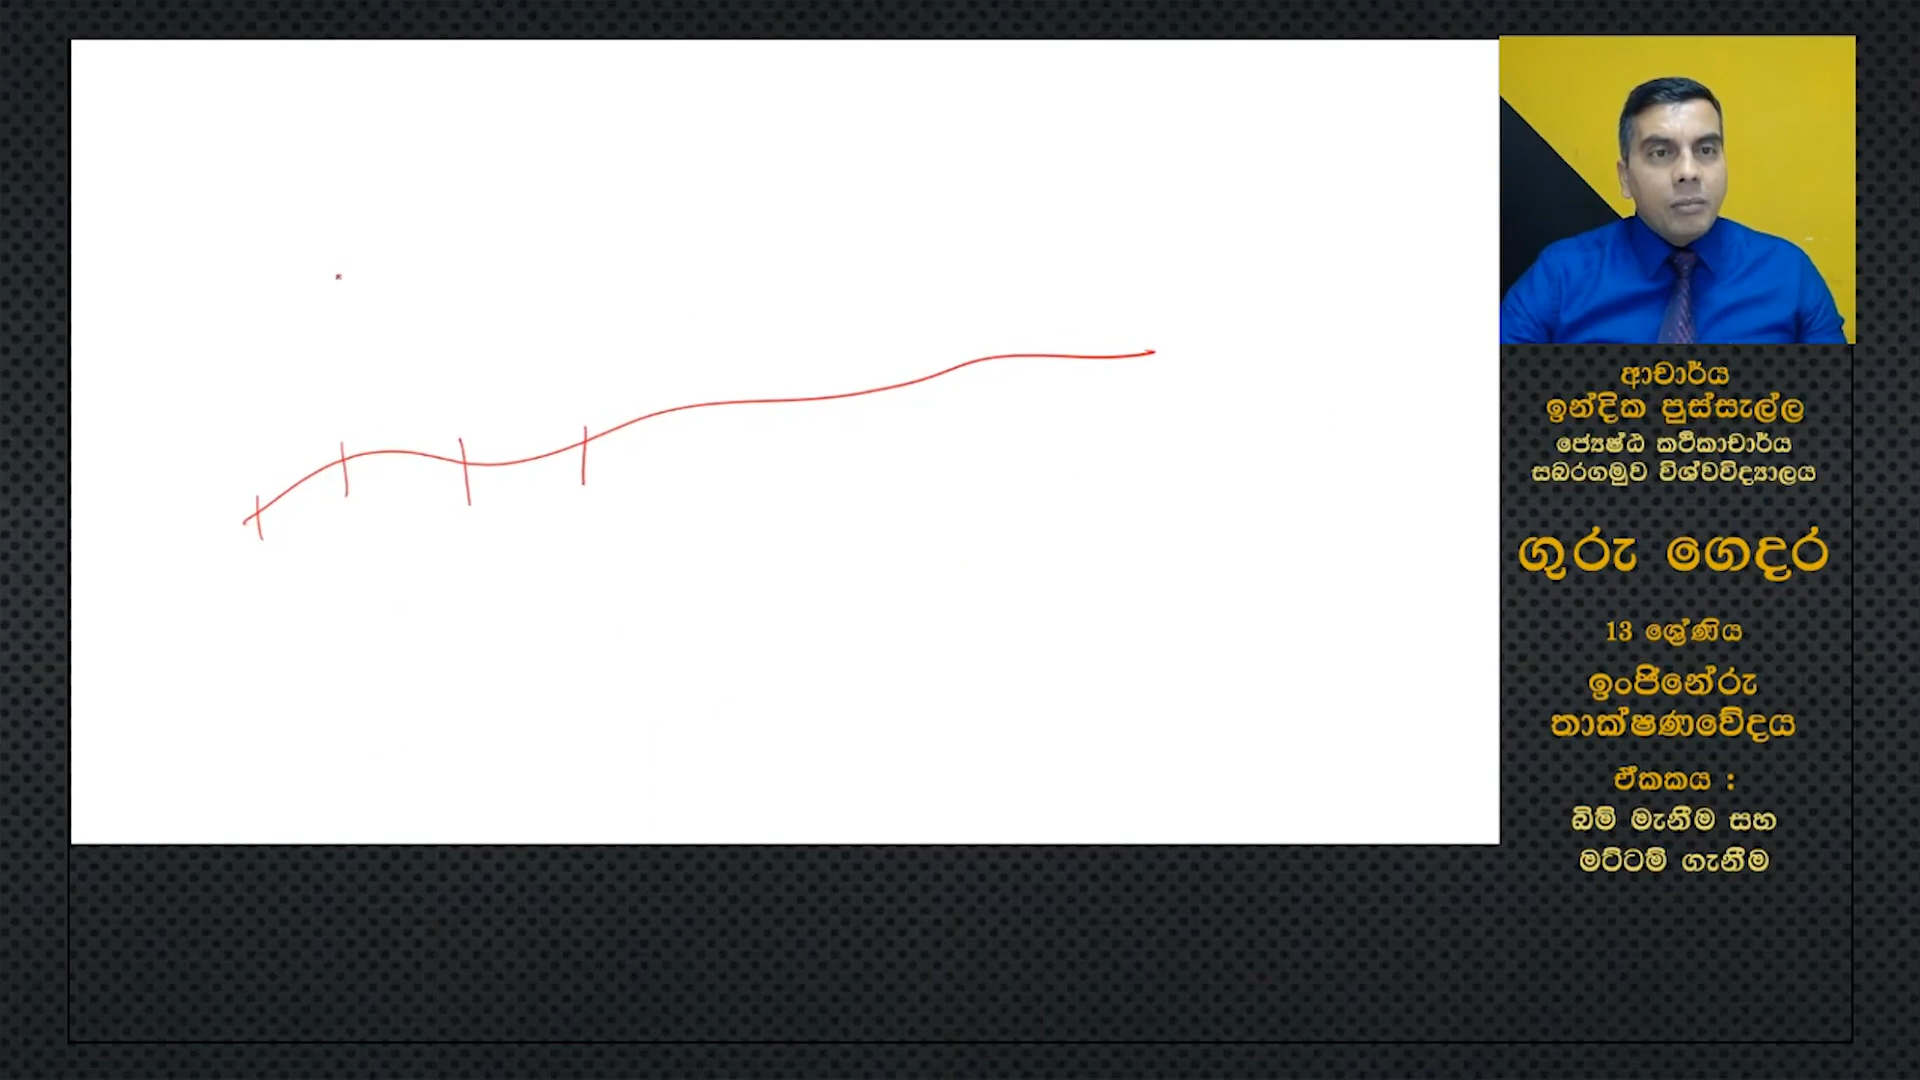 ආචාර්ය
ඉන්දික පුස්සැල්ල
ජ්‍යෙෂ්ඨ කථිකාචාර්ය
සබරගමුව විශ්වවිද්‍යාලය
ගුරු ගෙදර
13 ශ්‍රේණිය
ඉංජිනේරු
තාක්ෂණවේදය
ඒකකය :
බිම් මැනීම සහ
මට්ටම් ගැනීම